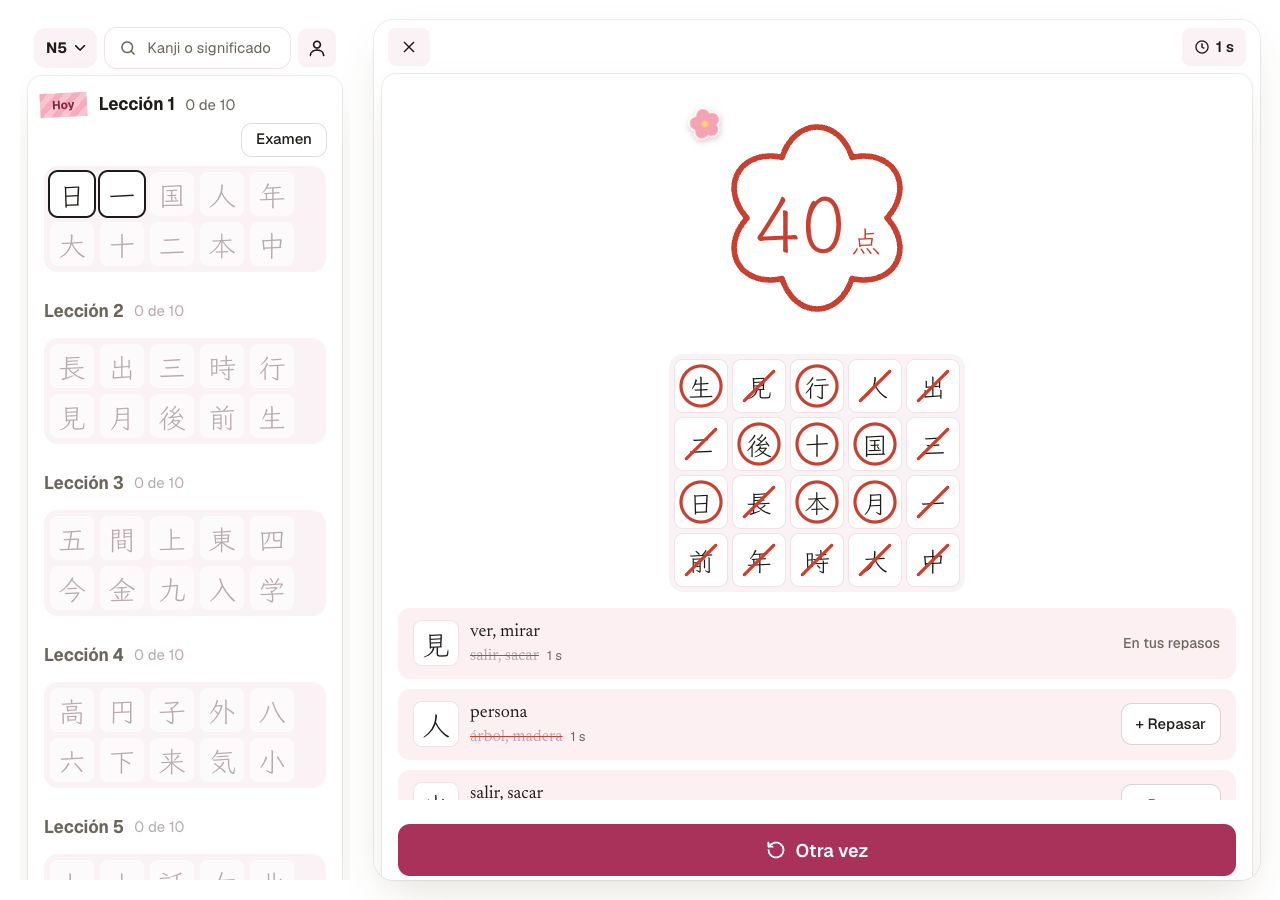 N5
Kanji o significado
Hoy
Lección 1 0 de 10
Examen
日 一 国 人 年
大 十 二 本 中
Lección 2 0 de 10
長 出 三 時 行
見 月 後 前 生
Lección 3 0 de 10
五 間 上 東 四
今 金 九 入 学
Lección 4 0 de 10
高 円 子 外 八
六 下 来 気 小
Lección 5 0 de 10
1 s
40 点
生 見 行 人 出
二 後 十 国 三
日 長 本 月 一
前 年 時 大 中
見
ver, mirar
salir, sacar 1 s
En tus repasos
人
persona
árbol, madera 1 s
+ Repasar
salir, sacar
Otra vez